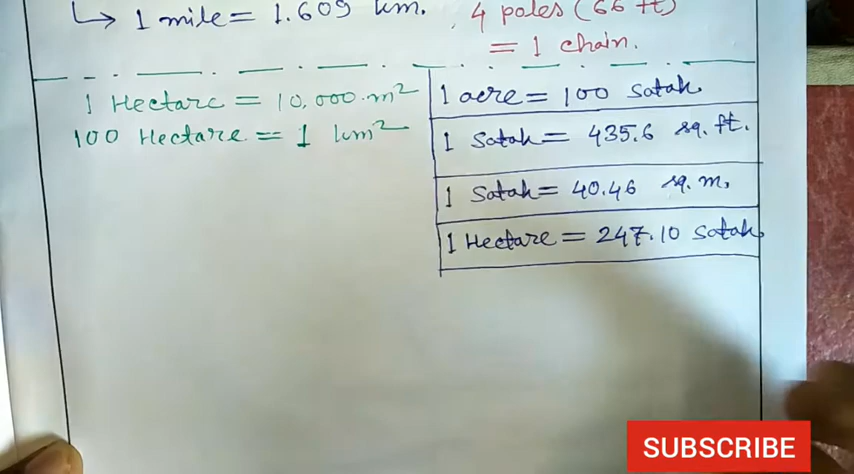 ↳ 1 mile = 1.609 km.
4 poles (66 ft)
= 1 chain.
1 Hectare = 10,000 m²
100 Hectare = 1 km²
1 acre = 100 Satak
1 Satak = 435.6 sq. ft.
1 Satak = 40.46 sq. m.
1 Hectare = 247.10 Satak
SUBSCRIBE